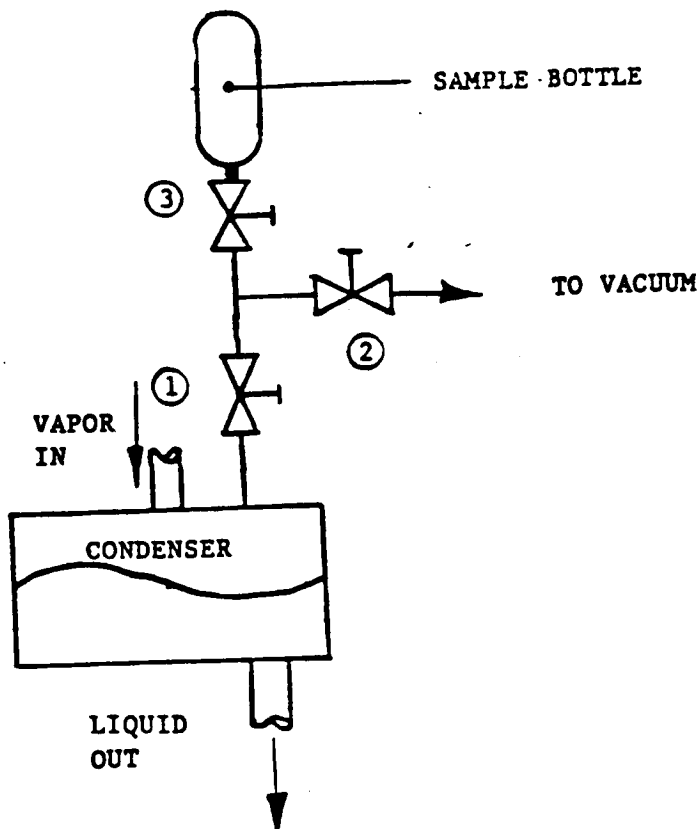 SAMPLE BOTTLE
③
TO VACUUM
②
①
VAPOR
IN
CONDENSER
LIQUID
OUT